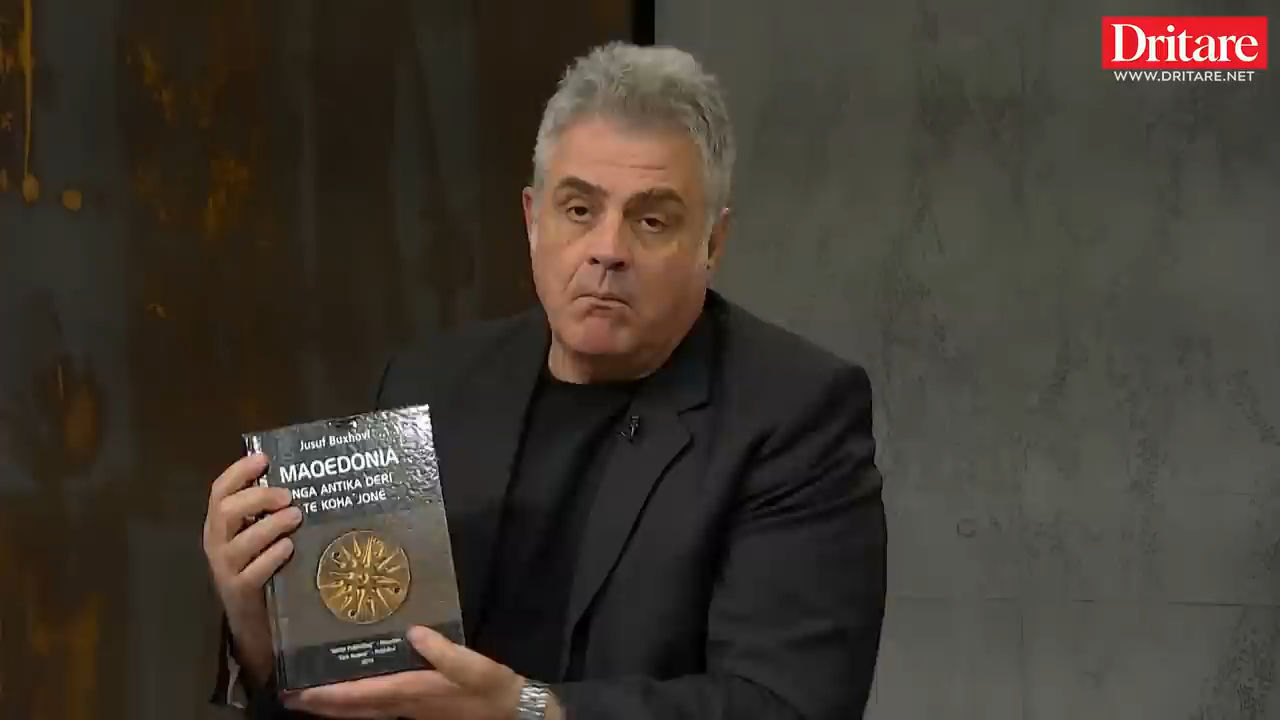 Dritare
WWW.DRITARE.NET
Jusuf Buxhovi
MAQEDONIA
NGA ANTIKA DERI
TE KOHA JONË